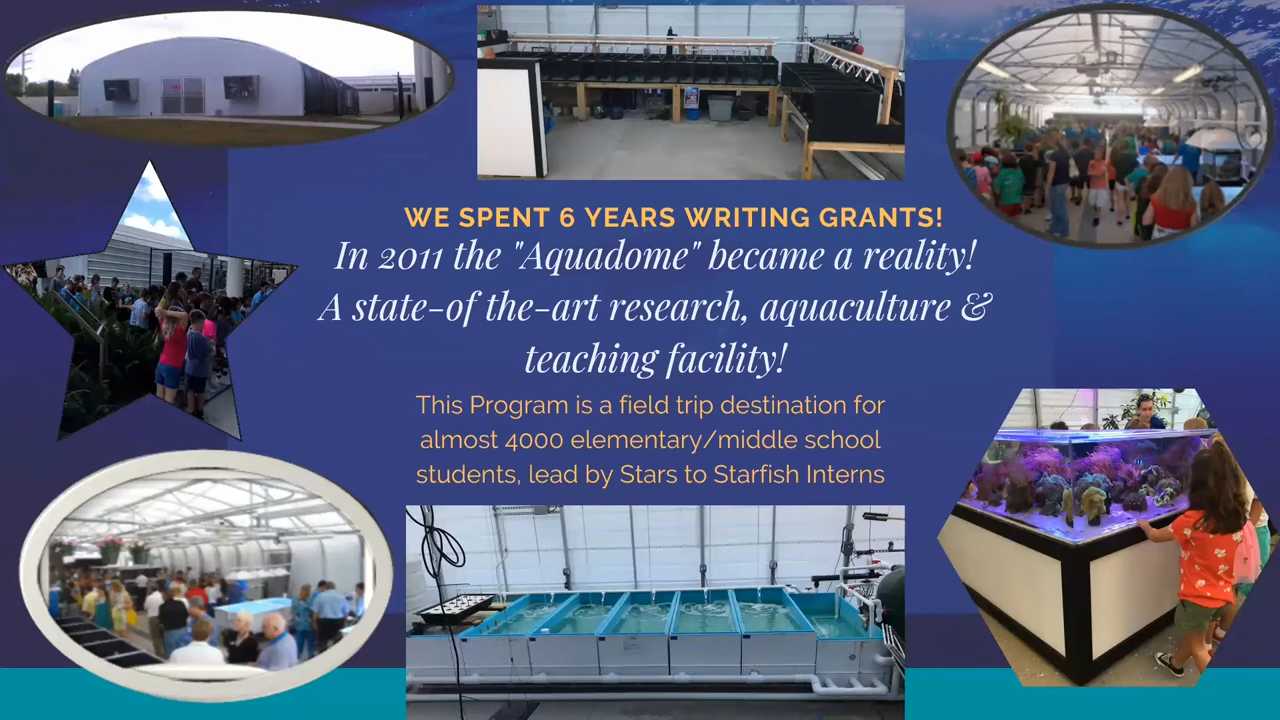 WE SPENT 6 YEARS WRITING GRANTS!
In 2011 the "Aquadome" became a reality!
A state-of the-art research, aquaculture &
teaching facility!
This Program is a field trip destination for
almost 4000 elementary/middle school
students, lead by Stars to Starfish Interns